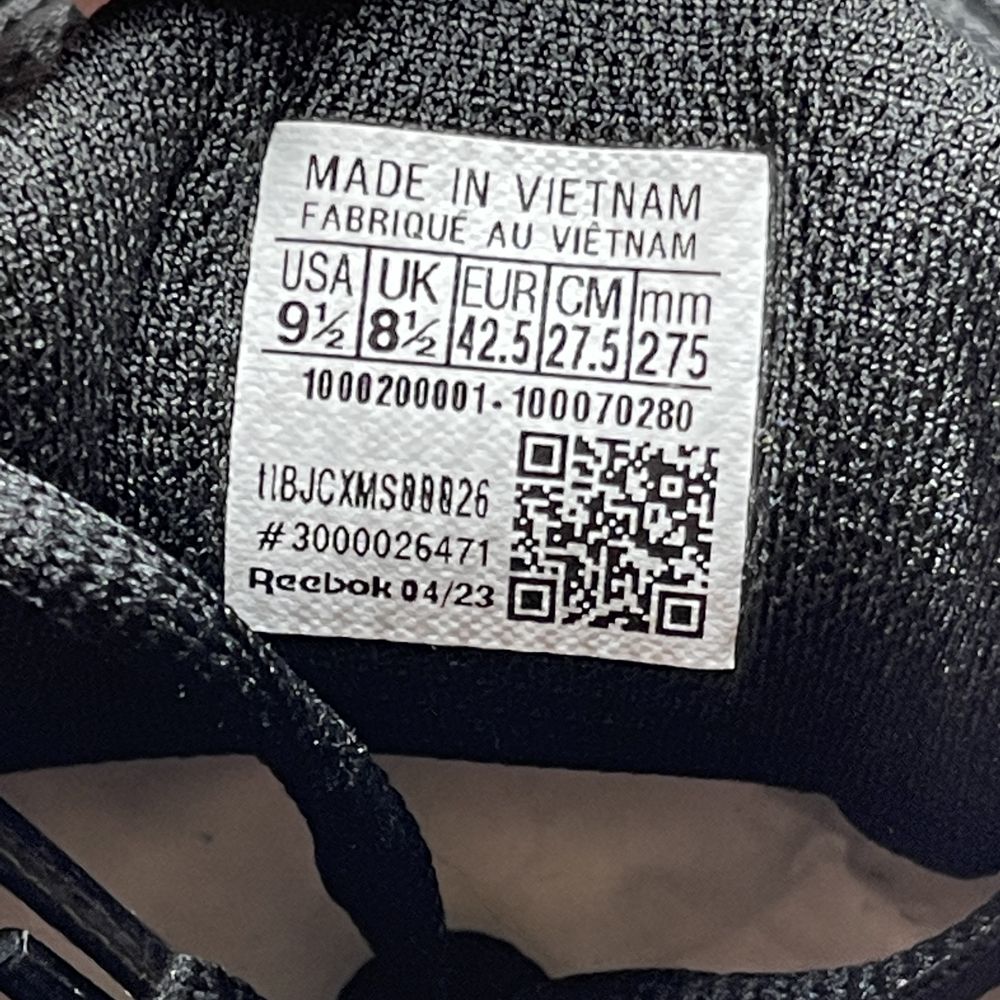 MADE IN VIETNAM
FABRIQUÉ AU VIÊTNAM
USA UK EUR CM mm
9½ 8½ 42.5 27.5 275
1000200001-100070280
#3000026471
Reebok 04/23